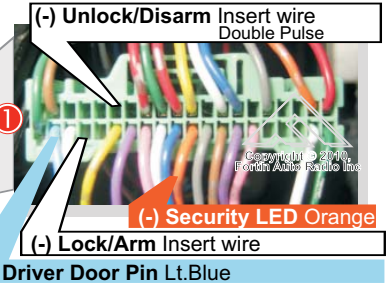 (-) Unlock/Disarm Insert wire
Double Pulse
1
Copyright © 2010,
Fortin Auto Radio Inc
(-) Security LED Orange
(-) Lock/Arm Insert wire
Driver Door Pin Lt.Blue